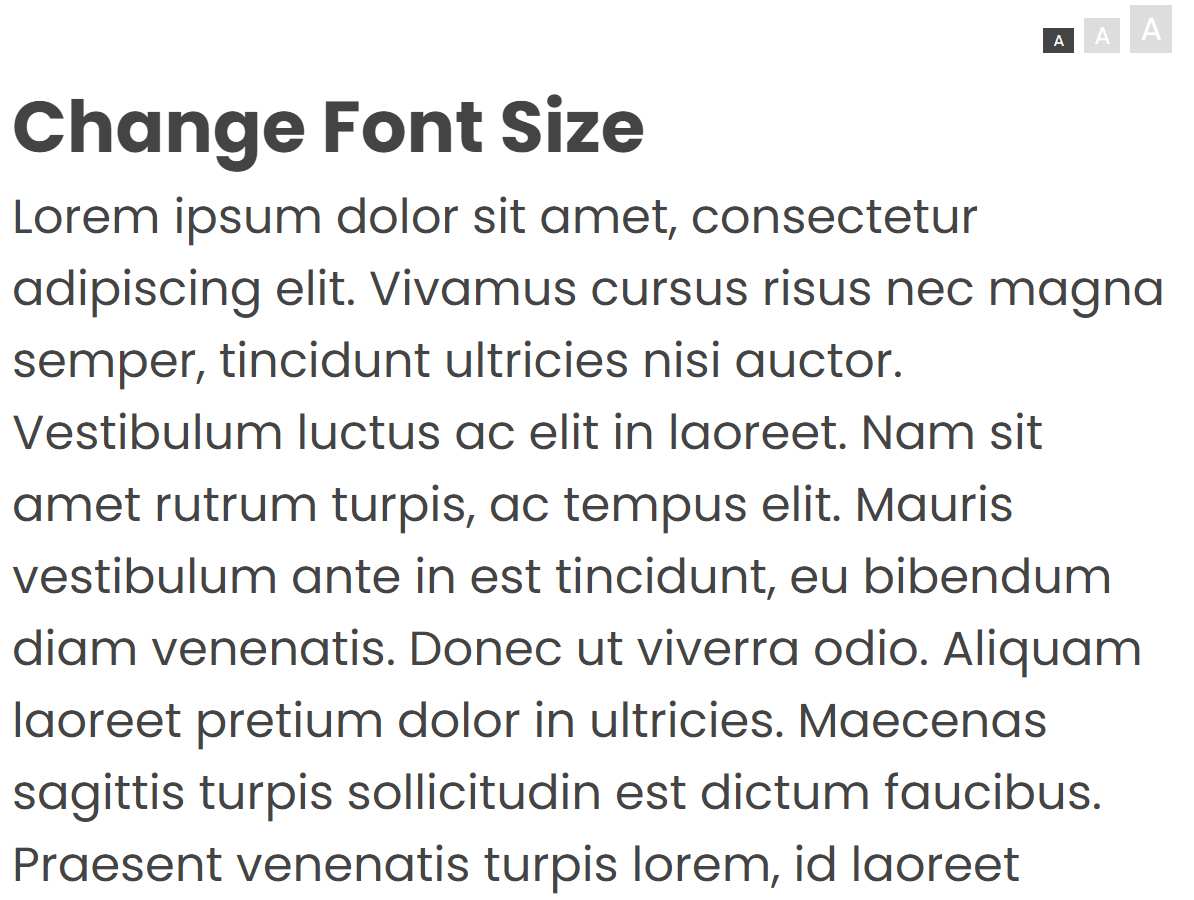 A A A
Change Font Size
Lorem ipsum dolor sit amet, consectetur
adipiscing elit. Vivamus cursus risus nec magna
semper, tincidunt ultricies nisi auctor.
Vestibulum luctus ac elit in laoreet. Nam sit
amet rutrum turpis, ac tempus elit. Mauris
vestibulum ante in est tincidunt, eu bibendum
diam venenatis. Donec ut viverra odio. Aliquam
laoreet pretium dolor in ultricies. Maecenas
sagittis turpis sollicitudin est dictum faucibus.
Praesent venenatis turpis lorem, id laoreet